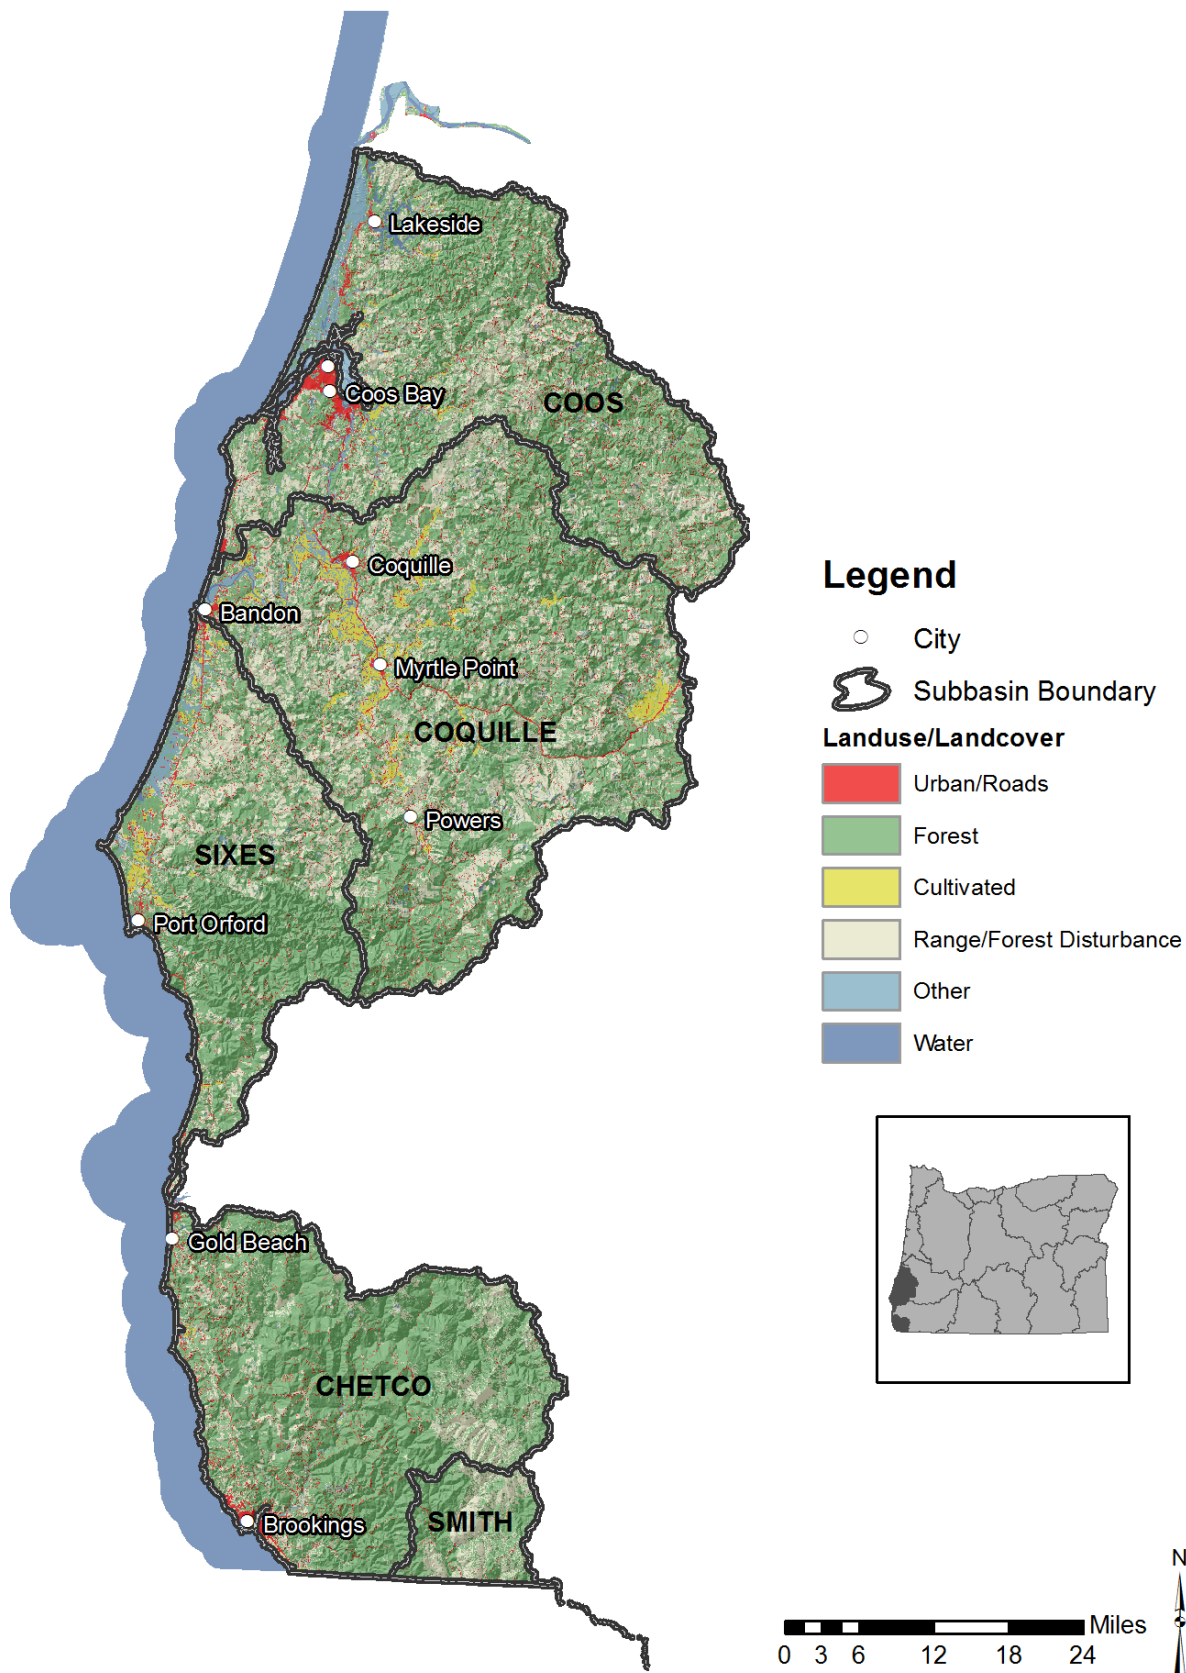 Lakeside
Coos Bay
COOS
Coquille
Bandon
Myrtle Point
COQUILLE
Powers
SIXES
Port Orford
Gold Beach
CHETCO
SMITH
Brookings
Legend
City
Subbasin Boundary
Landuse/Landcover
Urban/Roads
Forest
Cultivated
Range/Forest Disturbance
Other
Water
N
Miles
0 3 6 12 18 24